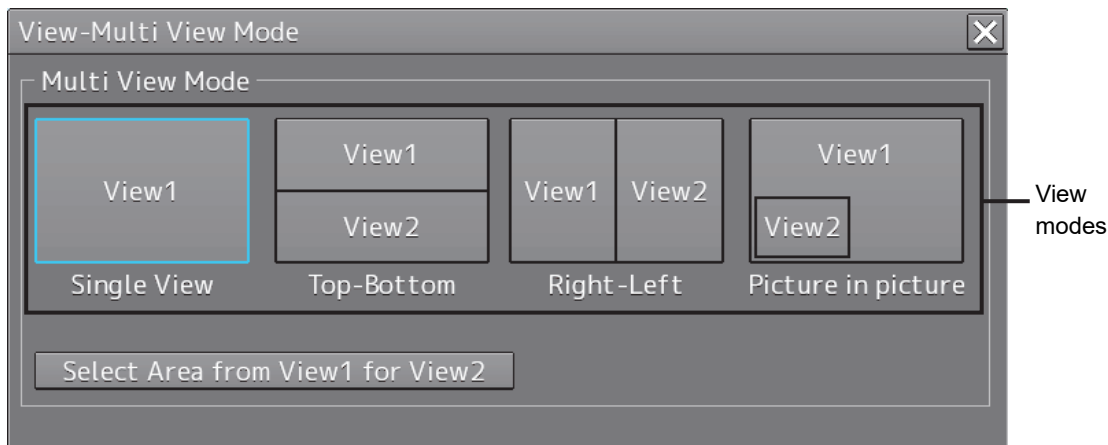 View-Multi View Mode
Multi View Mode
View1
Single View
View1
View2
Top-Bottom
View1
View2
Right-Left
View1
View2
Picture in picture
Select Area from View1 for View2
View
modes